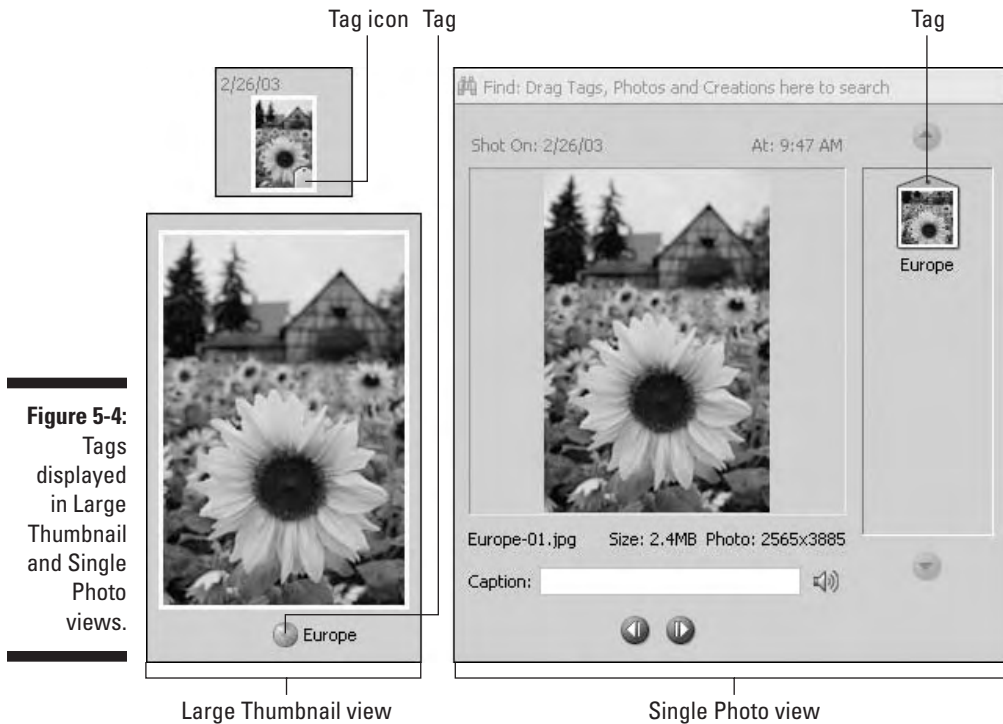 Tag icon Tag
Tag
2/26/03
Find: Drag Tags, Photos and Creations here to search
Shot On: 2/26/03 At: 9:47 AM
Europe
Europe-01.jpg Size: 2.4MB Photo: 2565x3885
Caption:
Europe
Figure 5-4:
Tags
displayed
in Large
Thumbnail
and Single
Photo
views.
Large Thumbnail view
Single Photo view